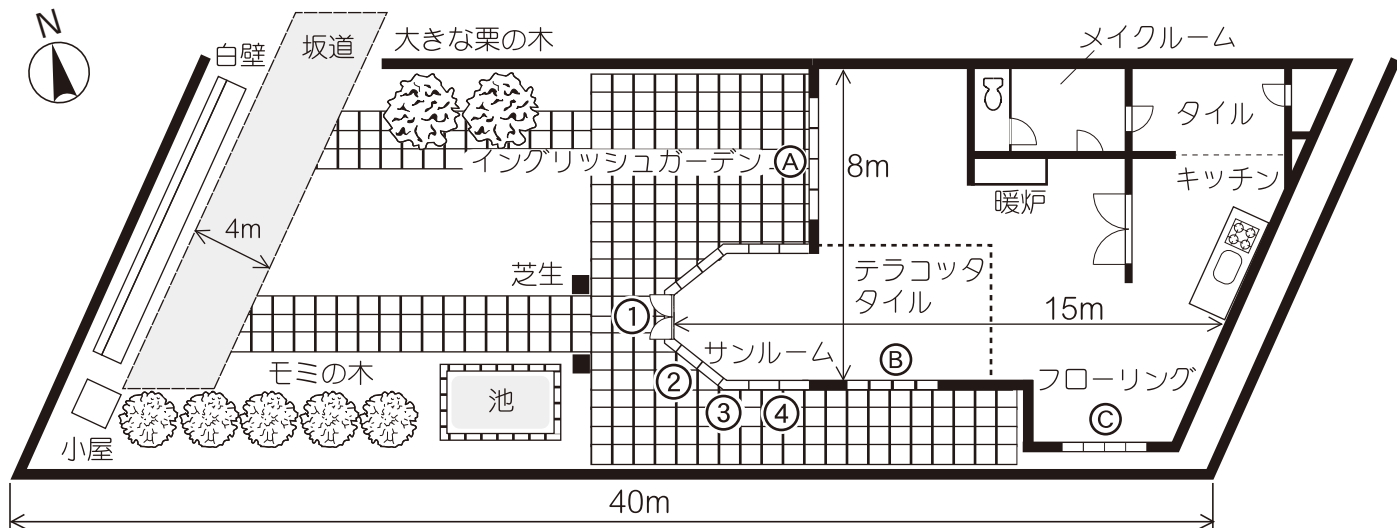 N
白壁
坂道
大きな栗の木
メイクルーム
タイル
イングリッシュガーデン
A
8m
キッチン
暖炉
4m
芝生
テラコッタ
タイル
15m
1
サンルーム
B
モミの木
池
2
3
4
フローリング
C
小屋
40m